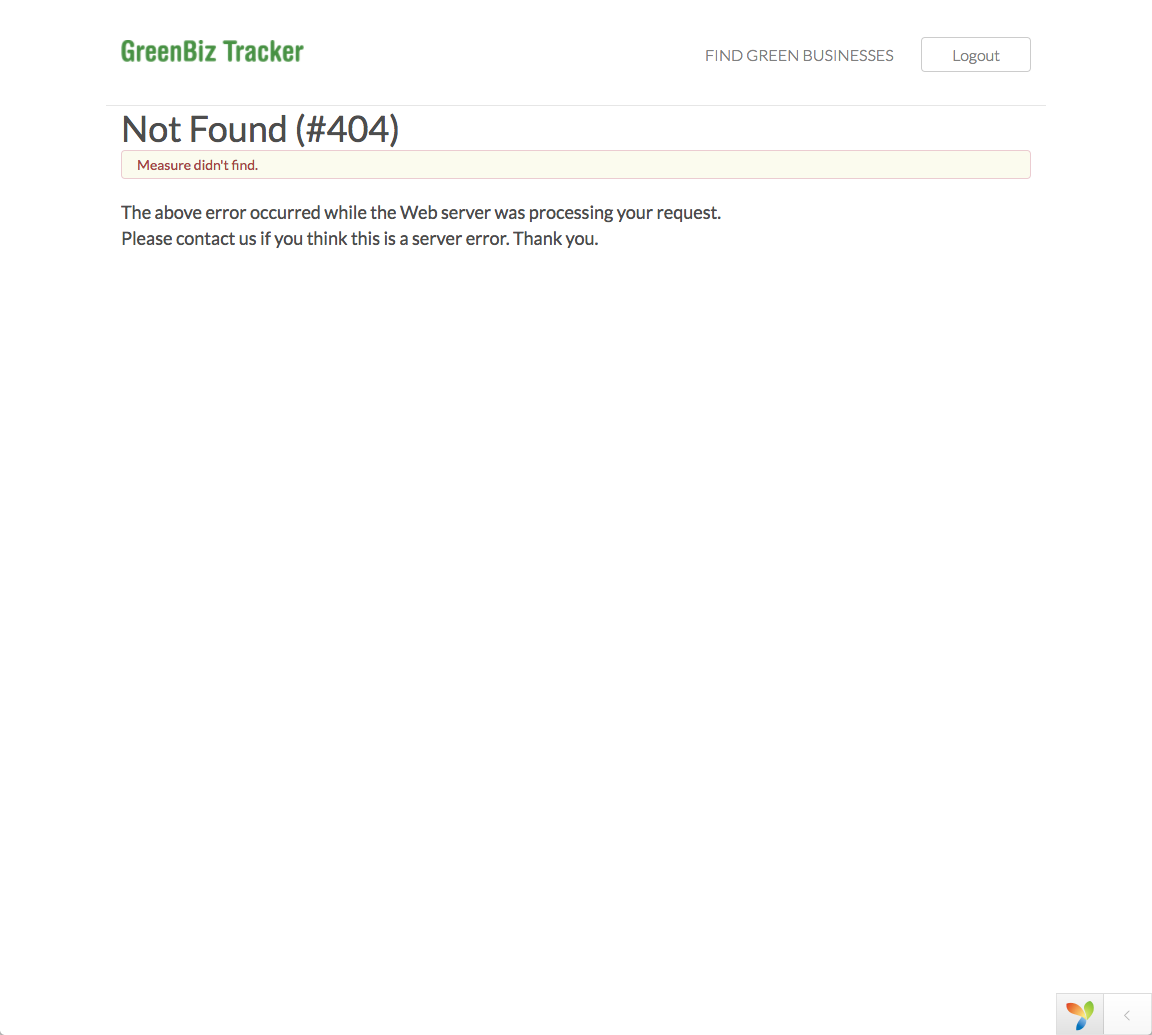 GreenBiz Tracker
FIND GREEN BUSINESSES
Logout
Not Found (#404)
Measure didn't find.
The above error occurred while the Web server was processing your request.
Please contact us if you think this is a server error. Thank you.